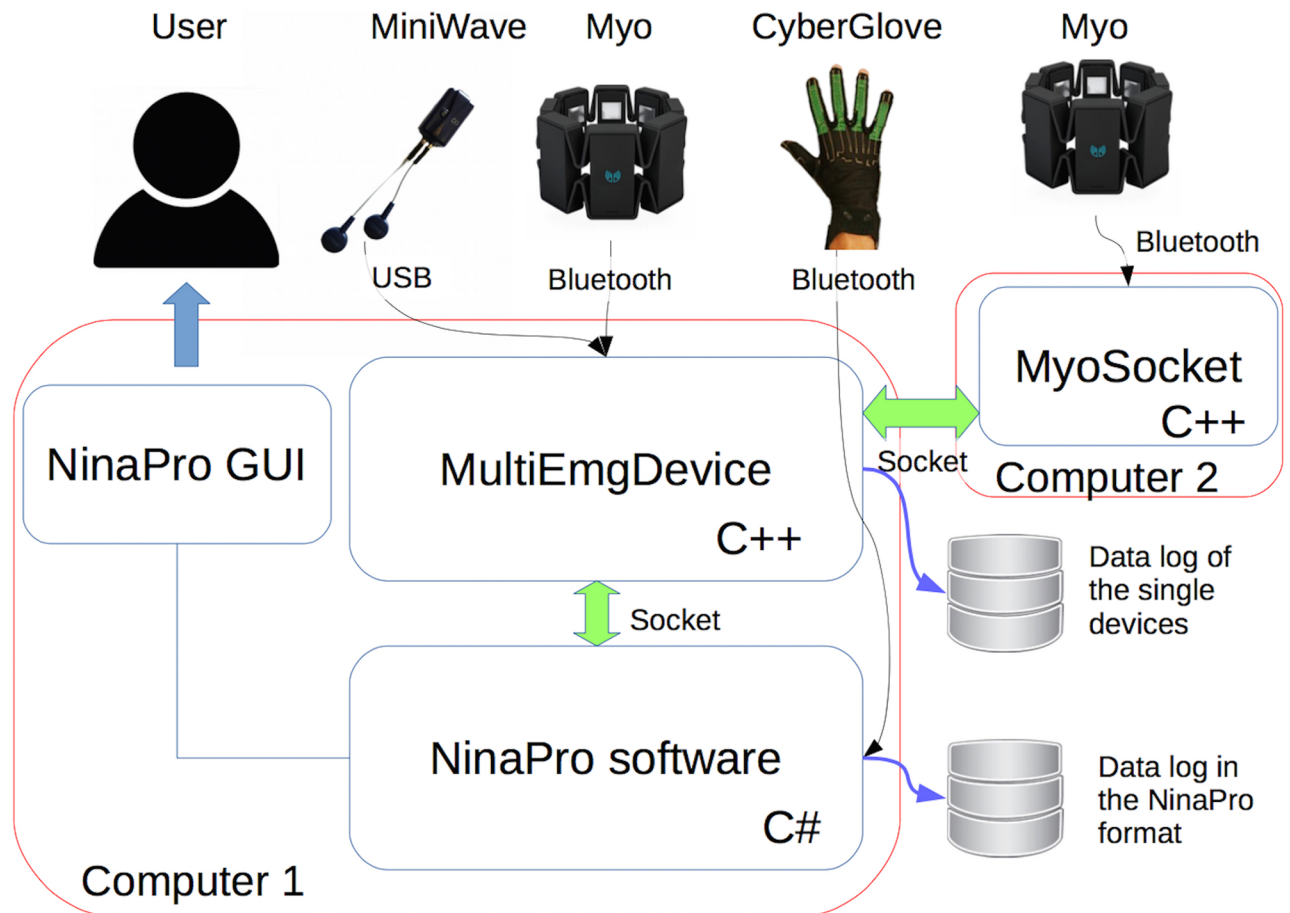 User
MiniWave
Myo
CyberGlove
Myo
USB
Bluetooth
Bluetooth
Bluetooth
NinaPro GUI
MultiEmgDevice
C++
Socket
MyoSocket
C++
Computer 2
Socket
NinaPro software
C#
Computer 1
Data log of
the single
devices
Data log in
the NinaPro
format